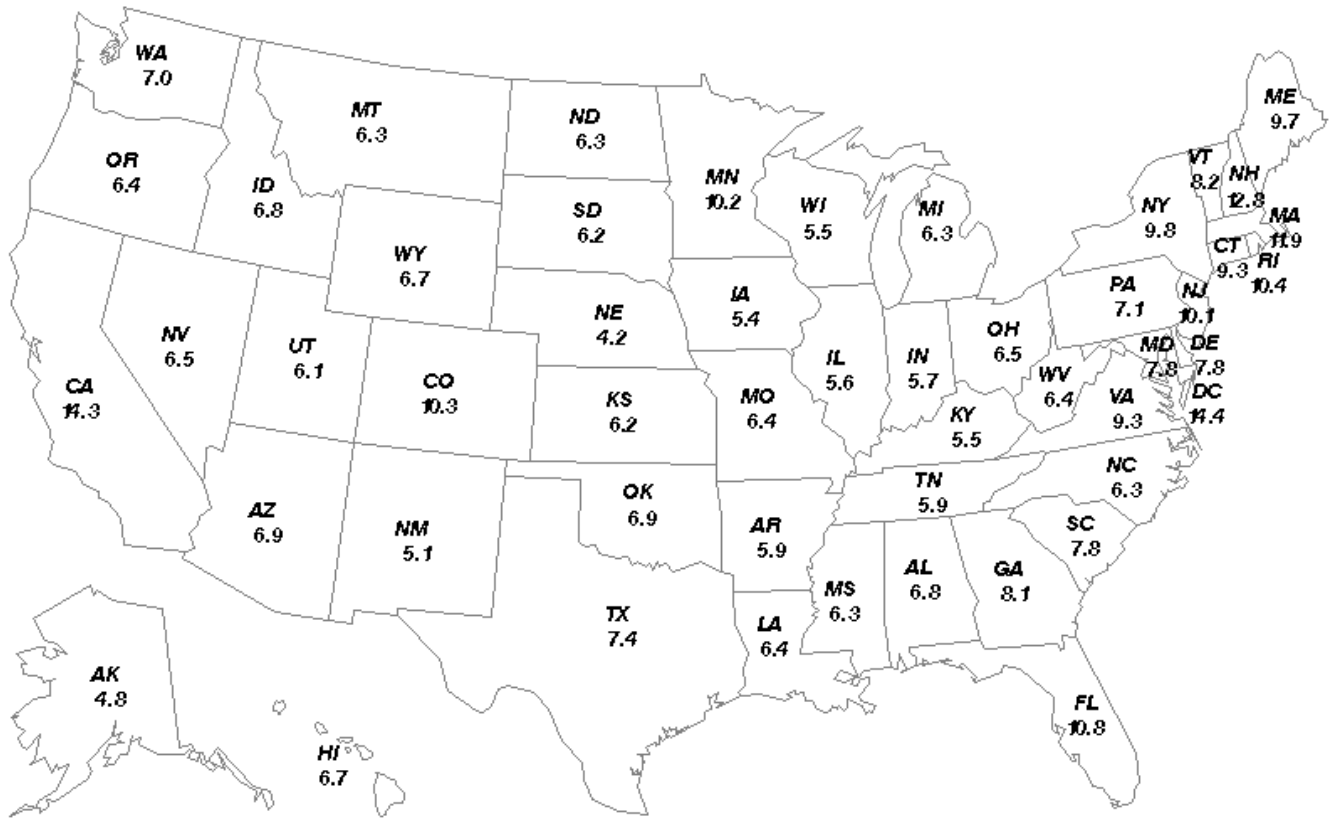 WA
7.0
MT
6.3
ND
6.3
MN
10.2
ME
9.7
OR
6.4
ID
6.8
SD
6.2
WI
5.5
MI
6.3
VT
8.2
NH
12.8
NY
9.8
MA
11.9
WY
6.7
CT
9.3
RI
10.4
NE
4.2
IA
5.4
PA
7.1
NJ
10.1
NV
6.5
UT
6.1
IL
5.6
IN
5.7
OH
6.5
MD
7.8
DE
7.8
CA
14.3
CO
10.3
KS
6.2
MO
6.4
WV
6.4
VA
9.3
DC
14.4
KY
5.5
NC
6.3
AZ
6.9
NM
5.1
OK
6.9
AR
5.9
TN
5.9
SC
7.8
TX
7.4
MS
6.3
AL
6.8
GA
8.1
LA
6.4
AK
4.8
HI
6.7
FL
10.8